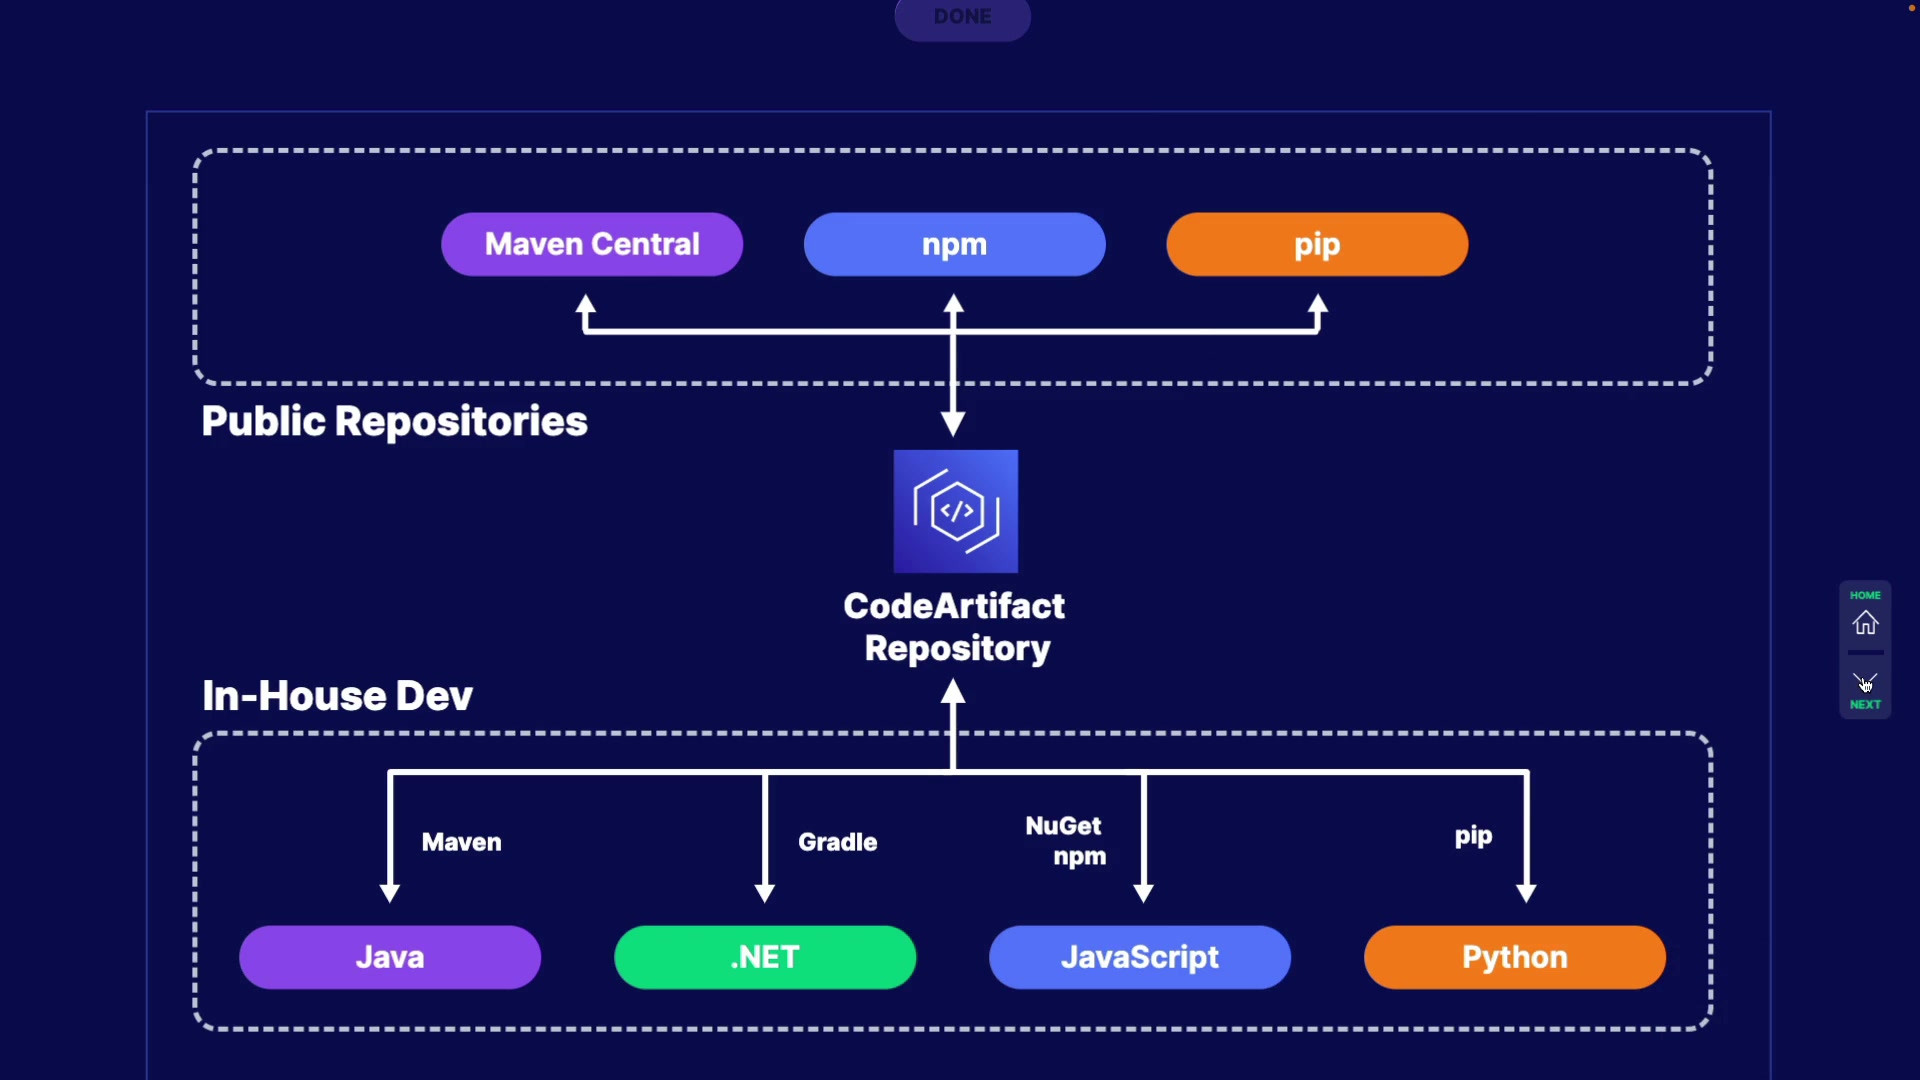 DONE
Maven Central
npm
pip
Public Repositories
</>
CodeArtifact
Repository
HOME
NEXT
In-House Dev
Maven
Gradle
NuGet
npm
pip
Java
.NET
JavaScript
Python